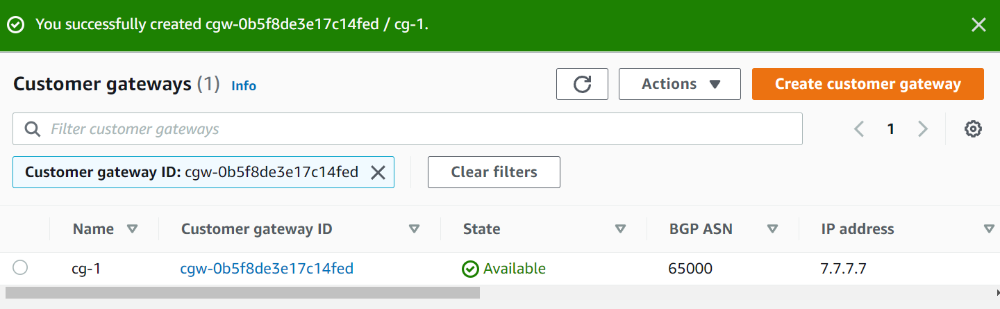 You successfully created cgw-0b5f8de3e17c14fed / cg-1.
Customer gateways (1) Info
Actions
Create customer gateway
Filter customer gateways
1
Customer gateway ID: cgw-0b5f8de3e17c14fed
Clear filters
Name Customer gateway ID State BGP ASN IP address
cg-1 cgw-0b5f8de3e17c14fed Available 65000 7.7.7.7